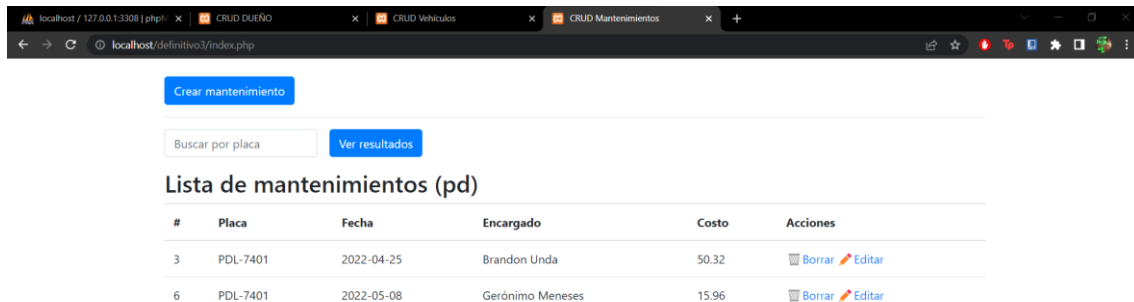 localhost / 127.0.0.1:3308 | phpM CRUD DUEÑO CRUD Vehículos CRUD Mantenimientos
localhost/definitivo3/index.php
Crear mantenimiento
Buscar por placa Ver resultados
Lista de mantenimientos (pd)
# Placa Fecha Encargado Costo Acciones
3 PDL-7401 2022-04-25 Brandon Unda 50.32 Borrar Editar
6 PDL-7401 2022-05-08 Gerónimo Meneses 15.96 Borrar Editar